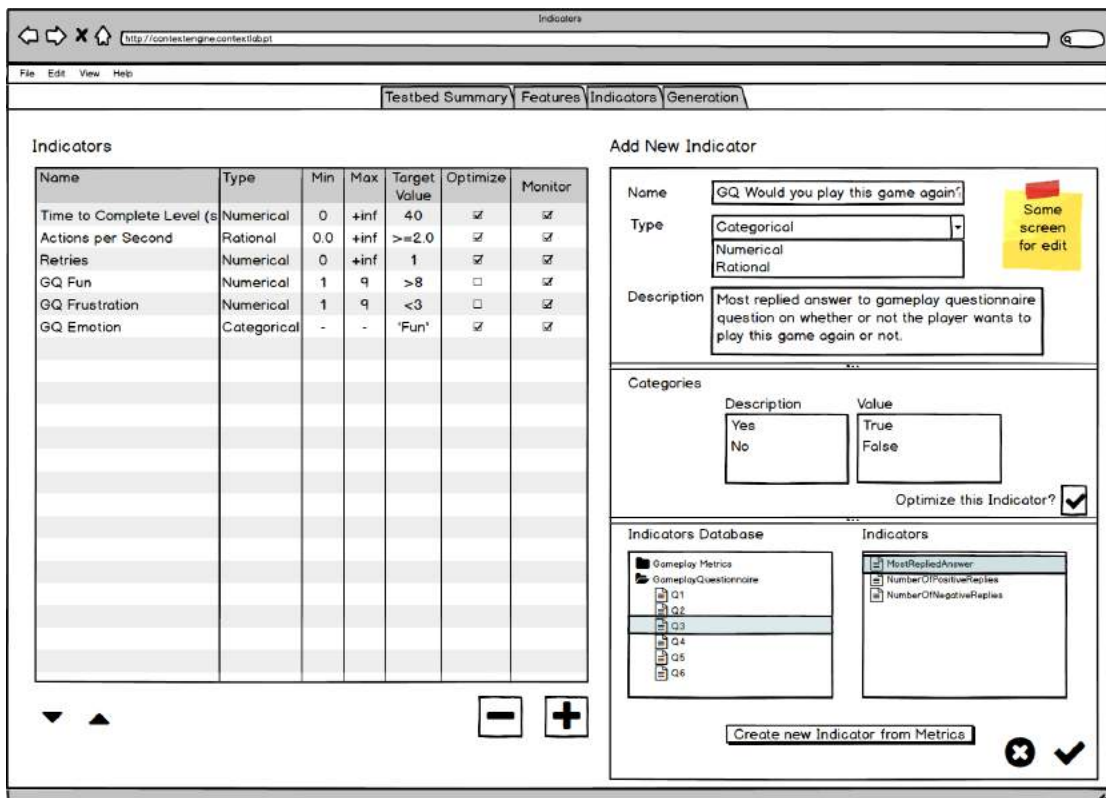 Indicators
http://contextengine.contextlab.pt
File Edit View Help
Testbed Summary Features Indicators Generation
Indicators
Name Type Min Max Target Value Optimize Monitor
Time to Complete Level (s Numerical 0 +inf 40
Actions per Second Rational 0.0 +inf >=2.0
Retries Numerical 0 +inf 1
GQ Fun Numerical 1 9 >8
GQ Frustration Numerical 1 9 <3
GQ Emotion Categorical - - "Fun"
Add New Indicator
Name GQ Would you play this game again?
Type Categorical
Numerical
Rational
Same
screen
for edit
Description Most replied answer to gameplay questionnaire
question on whether or not the player wants to
play this game again or not.
Categories
Description Value
Yes True
No False
Optimize this Indicator?
Indicators Database Indicators
Gameplay Metrics MostRepliedAnswer
GameplayQuestionnaire NumberOfPositiveReplies
Q1 NumberOfNegativeReplies
Q2
Q3
Q4
Q5
Q6
Create new Indicator from Metrics